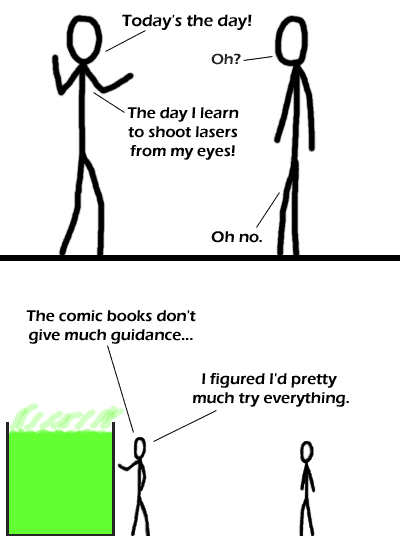 Today's the day!
Oh?
The day I learn
to shoot lasers
from my eyes!
Oh no.
The comic books don't
give much guidance...
I figured I'd pretty
much try everything.